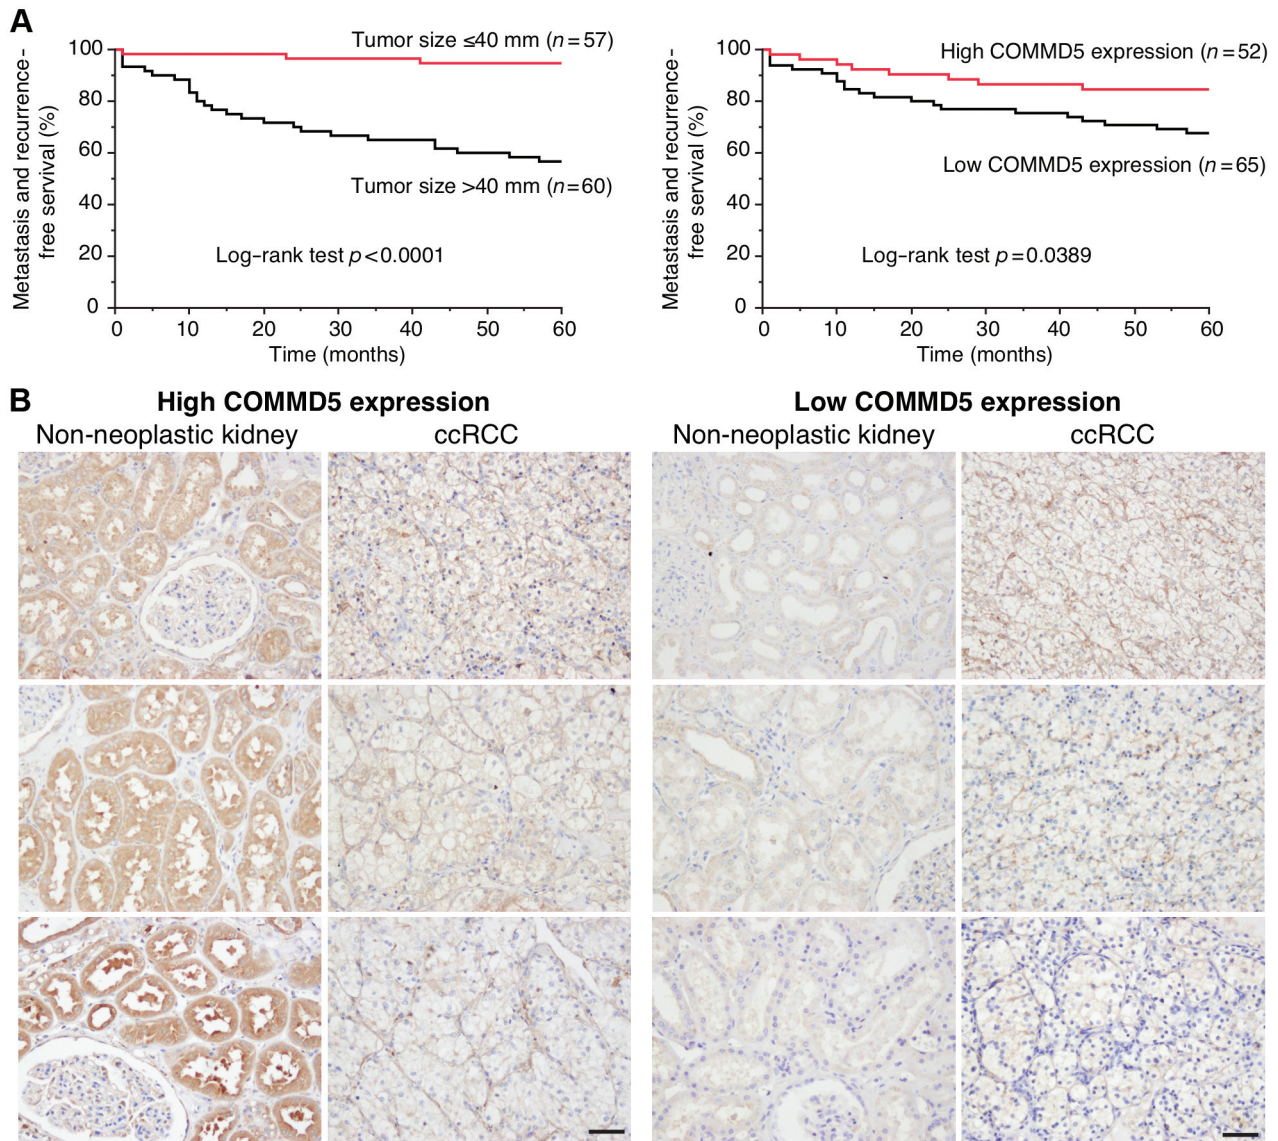 A
Metastasis and recurrence-
free servival (%)
100
80
60
40
20
0
Tumor size ≤40 mm (n=57)
Tumor size >40 mm (n=60)
Log-rank test p<0.0001
0 10 20 30 40 50 60
Time (months)
Metastasis and recurrence-
free servival (%)
100
80
60
40
20
0
High COMMD5 expression (n=52)
Low COMMD5 expression (n=65)
Log-rank test p=0.0389
0 10 20 30 40 50 60
Time (months)
B
High COMMD5 expression
Non-neoplastic kidney ccRCC
Low COMMD5 expression
Non-neoplastic kidney ccRCC